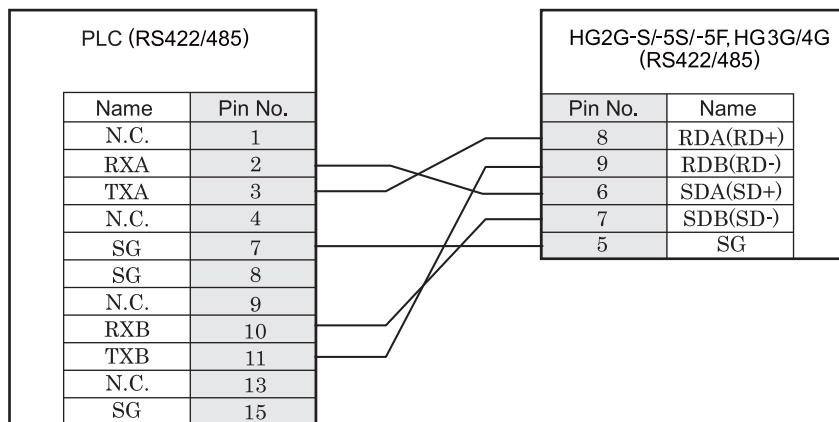 PLC (RS422/485)
Name Pin No.
N.C. 1
RXA 2
TXA 3
N.C. 4
SG 7
SG 8
N.C. 9
RXB 10
TXB 11
N.C. 13
SG 15
HG2G-S/-5S/-5F, HG3G/4G
(RS422/485)
Pin No. Name
8 RDA(RD+)
9 RDB(RD-)
6 SDA(SD+)
7 SDB(SD-)
5 SG